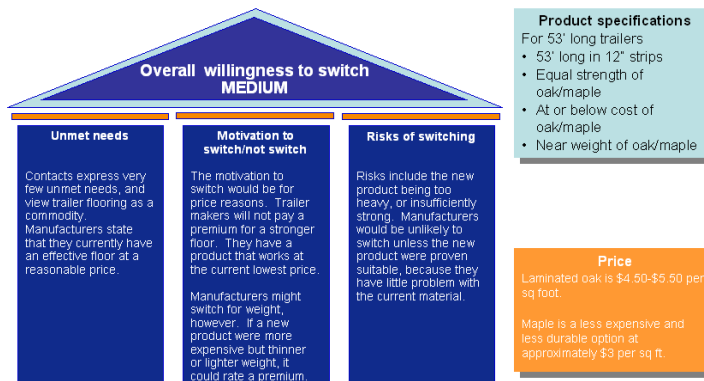 Overall willingness to switch
MEDIUM
Unmet needs
Contacts express very
few unmet needs, and
view trailer flooring as a
commodity.
Manufacturers state
that they currently have
an effective floor at a
reasonable price.
Motivation to
switch/not switch
The motivation to
switch would be for
price reasons. Trailer
makers will not pay a
premium for a stronger
floor. They have a
product that works at
the current lowest price.
Manufacturers might
switch for weight,
however. If a new
product were more
expensive but thinner
or lighter weight, it
could rate a premium.
Risks of switching
Risks include the new
product being too
heavy, or insufficiently
strong. Manufacturers
would be unlikely to
switch unless the new
product were proven
suitable, because they
have little problem with
the current material.
Product specifications
For 53' long trailers
• 53' long in 12" strips
• Equal strength of
oak/maple
• At or below cost of
oak/maple
• Near weight of oak/maple
Price
Laminated oak is $4.50-$5.50 per
sq foot.
Maple is a less expensive and
less durable option at
approximately $3 per sq ft.